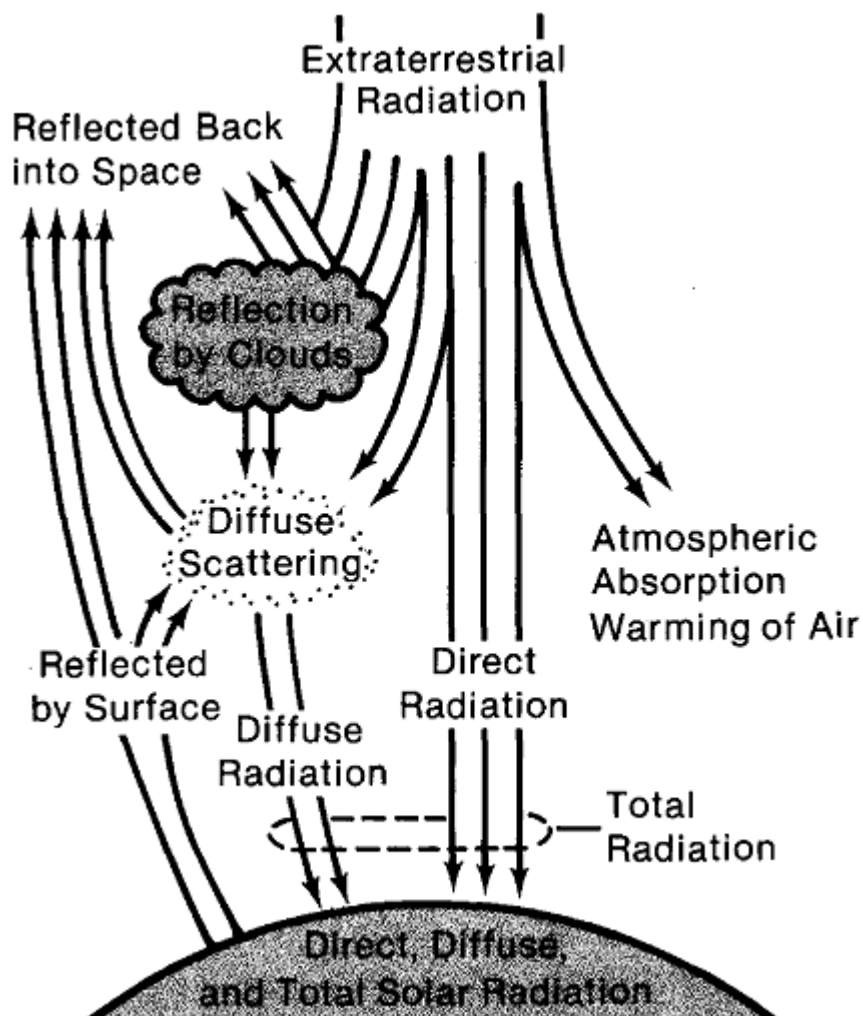 Extraterrestrial
Radiation
Reflected Back
into Space
Reflection
by Clouds
Diffuse
Scattering
Atmospheric
Absorption
Warming of Air
Reflected
by Surface
Direct
Radiation
Diffuse
Radiation
Total
Radiation
Direct, Diffuse,
and Total Solar Radiation